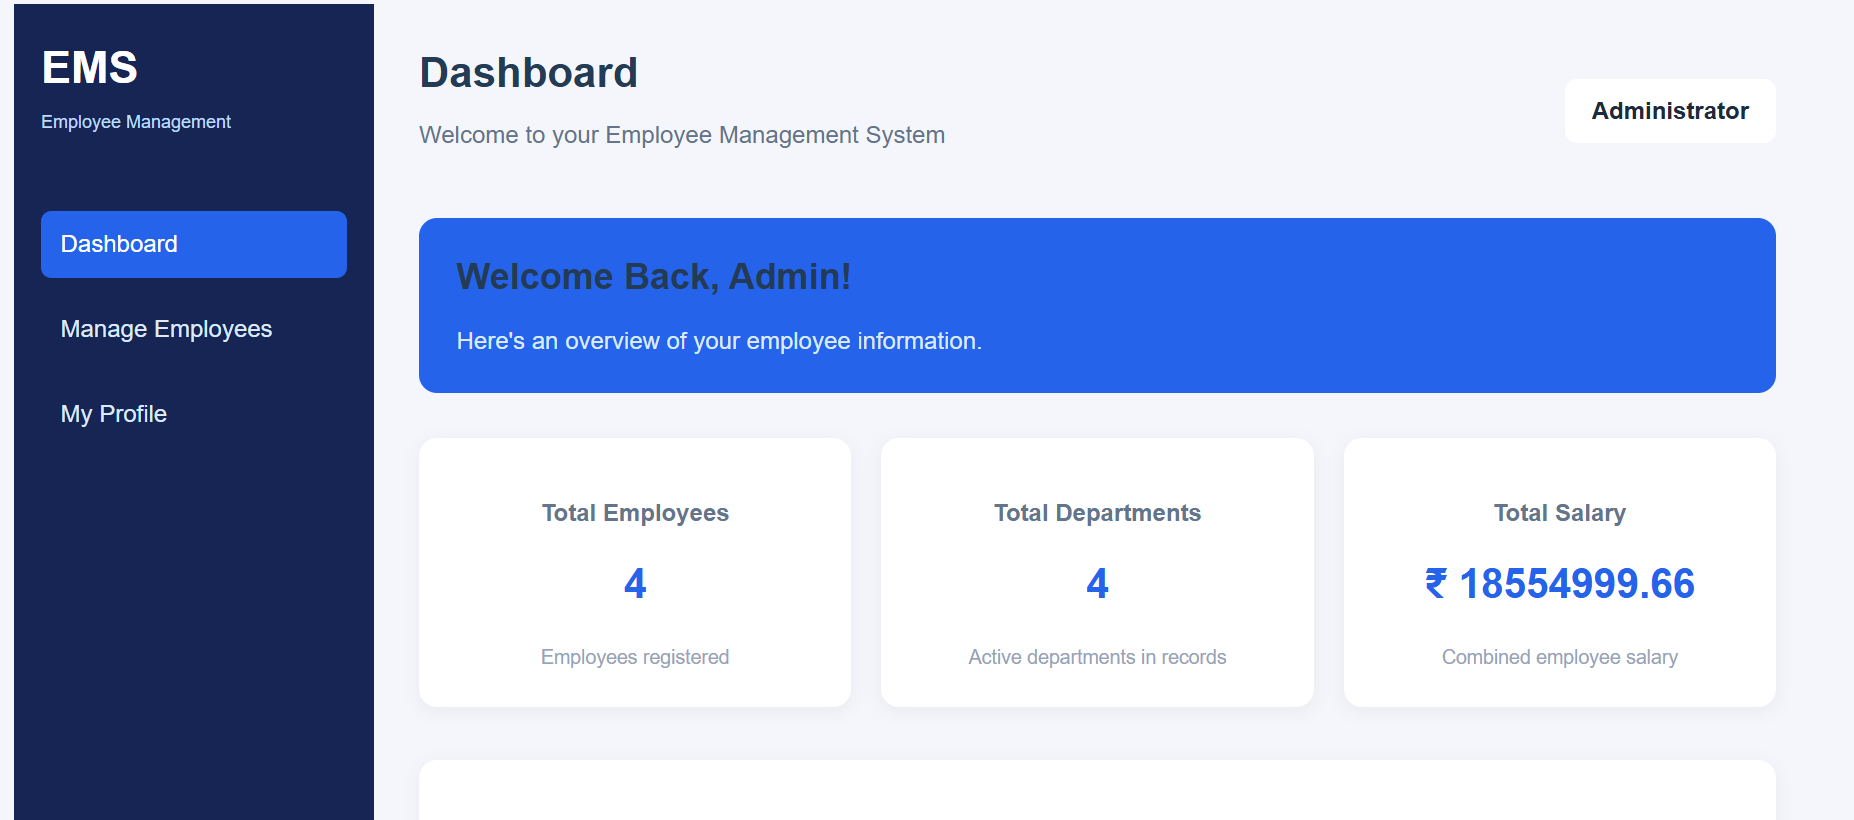 EMS
Employee Management
Dashboard
Manage Employees
My Profile
Dashboard
Welcome to your Employee Management System
Administrator
Welcome Back, Admin!
Here's an overview of your employee information.
Total Employees
4
Employees registered
Total Departments
4
Active departments in records
Total Salary
₹ 18554999.66
Combined employee salary